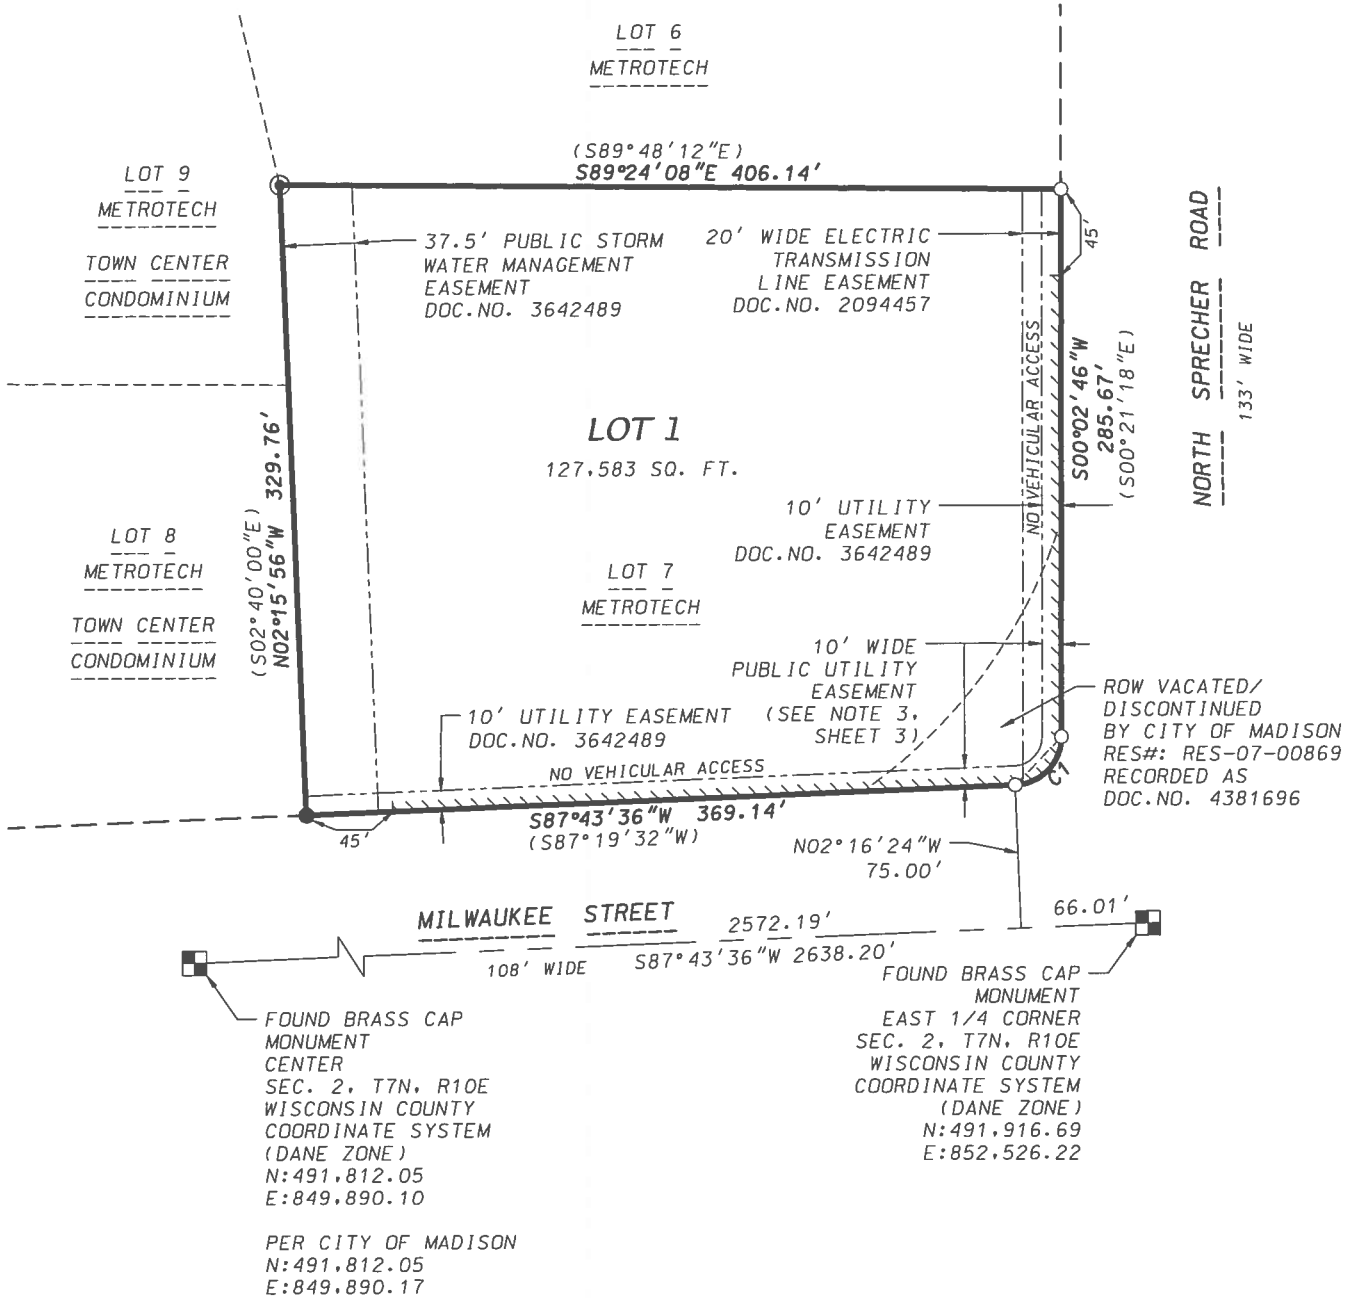 LOT 6
METROTECH
(S89°48'12"E)
S89°24'08"E 406.14'
LOT 9
METROTECH
TOWN CENTER
CONDOMINIUM
37.5' PUBLIC STORM
WATER MANAGEMENT
EASEMENT
DOC.NO. 3642489
20' WIDE ELECTRIC
TRANSMISSION
LINE EASEMENT
DOC.NO. 2094457
45'
NORTH SPRECHER ROAD
133' WIDE
NO VEHICULAR ACCESS
S00°02'46"W
285.67'
(S00°21'18"E)
LOT 1
127,583 SQ. FT.
329.76'
N02°15'56"W
(S02°40'00"E)
10' UTILITY
EASEMENT
DOC.NO. 3642489
LOT 8
METROTECH
TOWN CENTER
CONDOMINIUM
LOT 7
METROTECH
10' WIDE
PUBLIC UTILITY
EASEMENT
(SEE NOTE 3,
SHEET 3)
ROW VACATED/
DISCONTINUED
BY CITY OF MADISON
RES#: RES-07-00869
RECORDED AS
DOC.NO. 4381696
10' UTILITY EASEMENT
DOC.NO. 3642489
NO VEHICULAR ACCESS
C1
S87°43'36"W 369.14'
(S87°19'32"W)
45'
N02°16'24"W
75.00'
MILWAUKEE STREET
2572.19'
66.01'
108' WIDE
S87°43'36"W 2638.20'
FOUND BRASS CAP
MONUMENT
CENTER
SEC. 2, T7N, R10E
WISCONSIN COUNTY
COORDINATE SYSTEM
(DANE ZONE)
N:491,812.05
E:849,890.10
PER CITY OF MADISON
N:491,812.05
E:849,890.17
FOUND BRASS CAP
MONUMENT
EAST 1/4 CORNER
SEC. 2, T7N, R10E
WISCONSIN COUNTY
COORDINATE SYSTEM
(DANE ZONE)
N:491,916.69
E:852,526.22